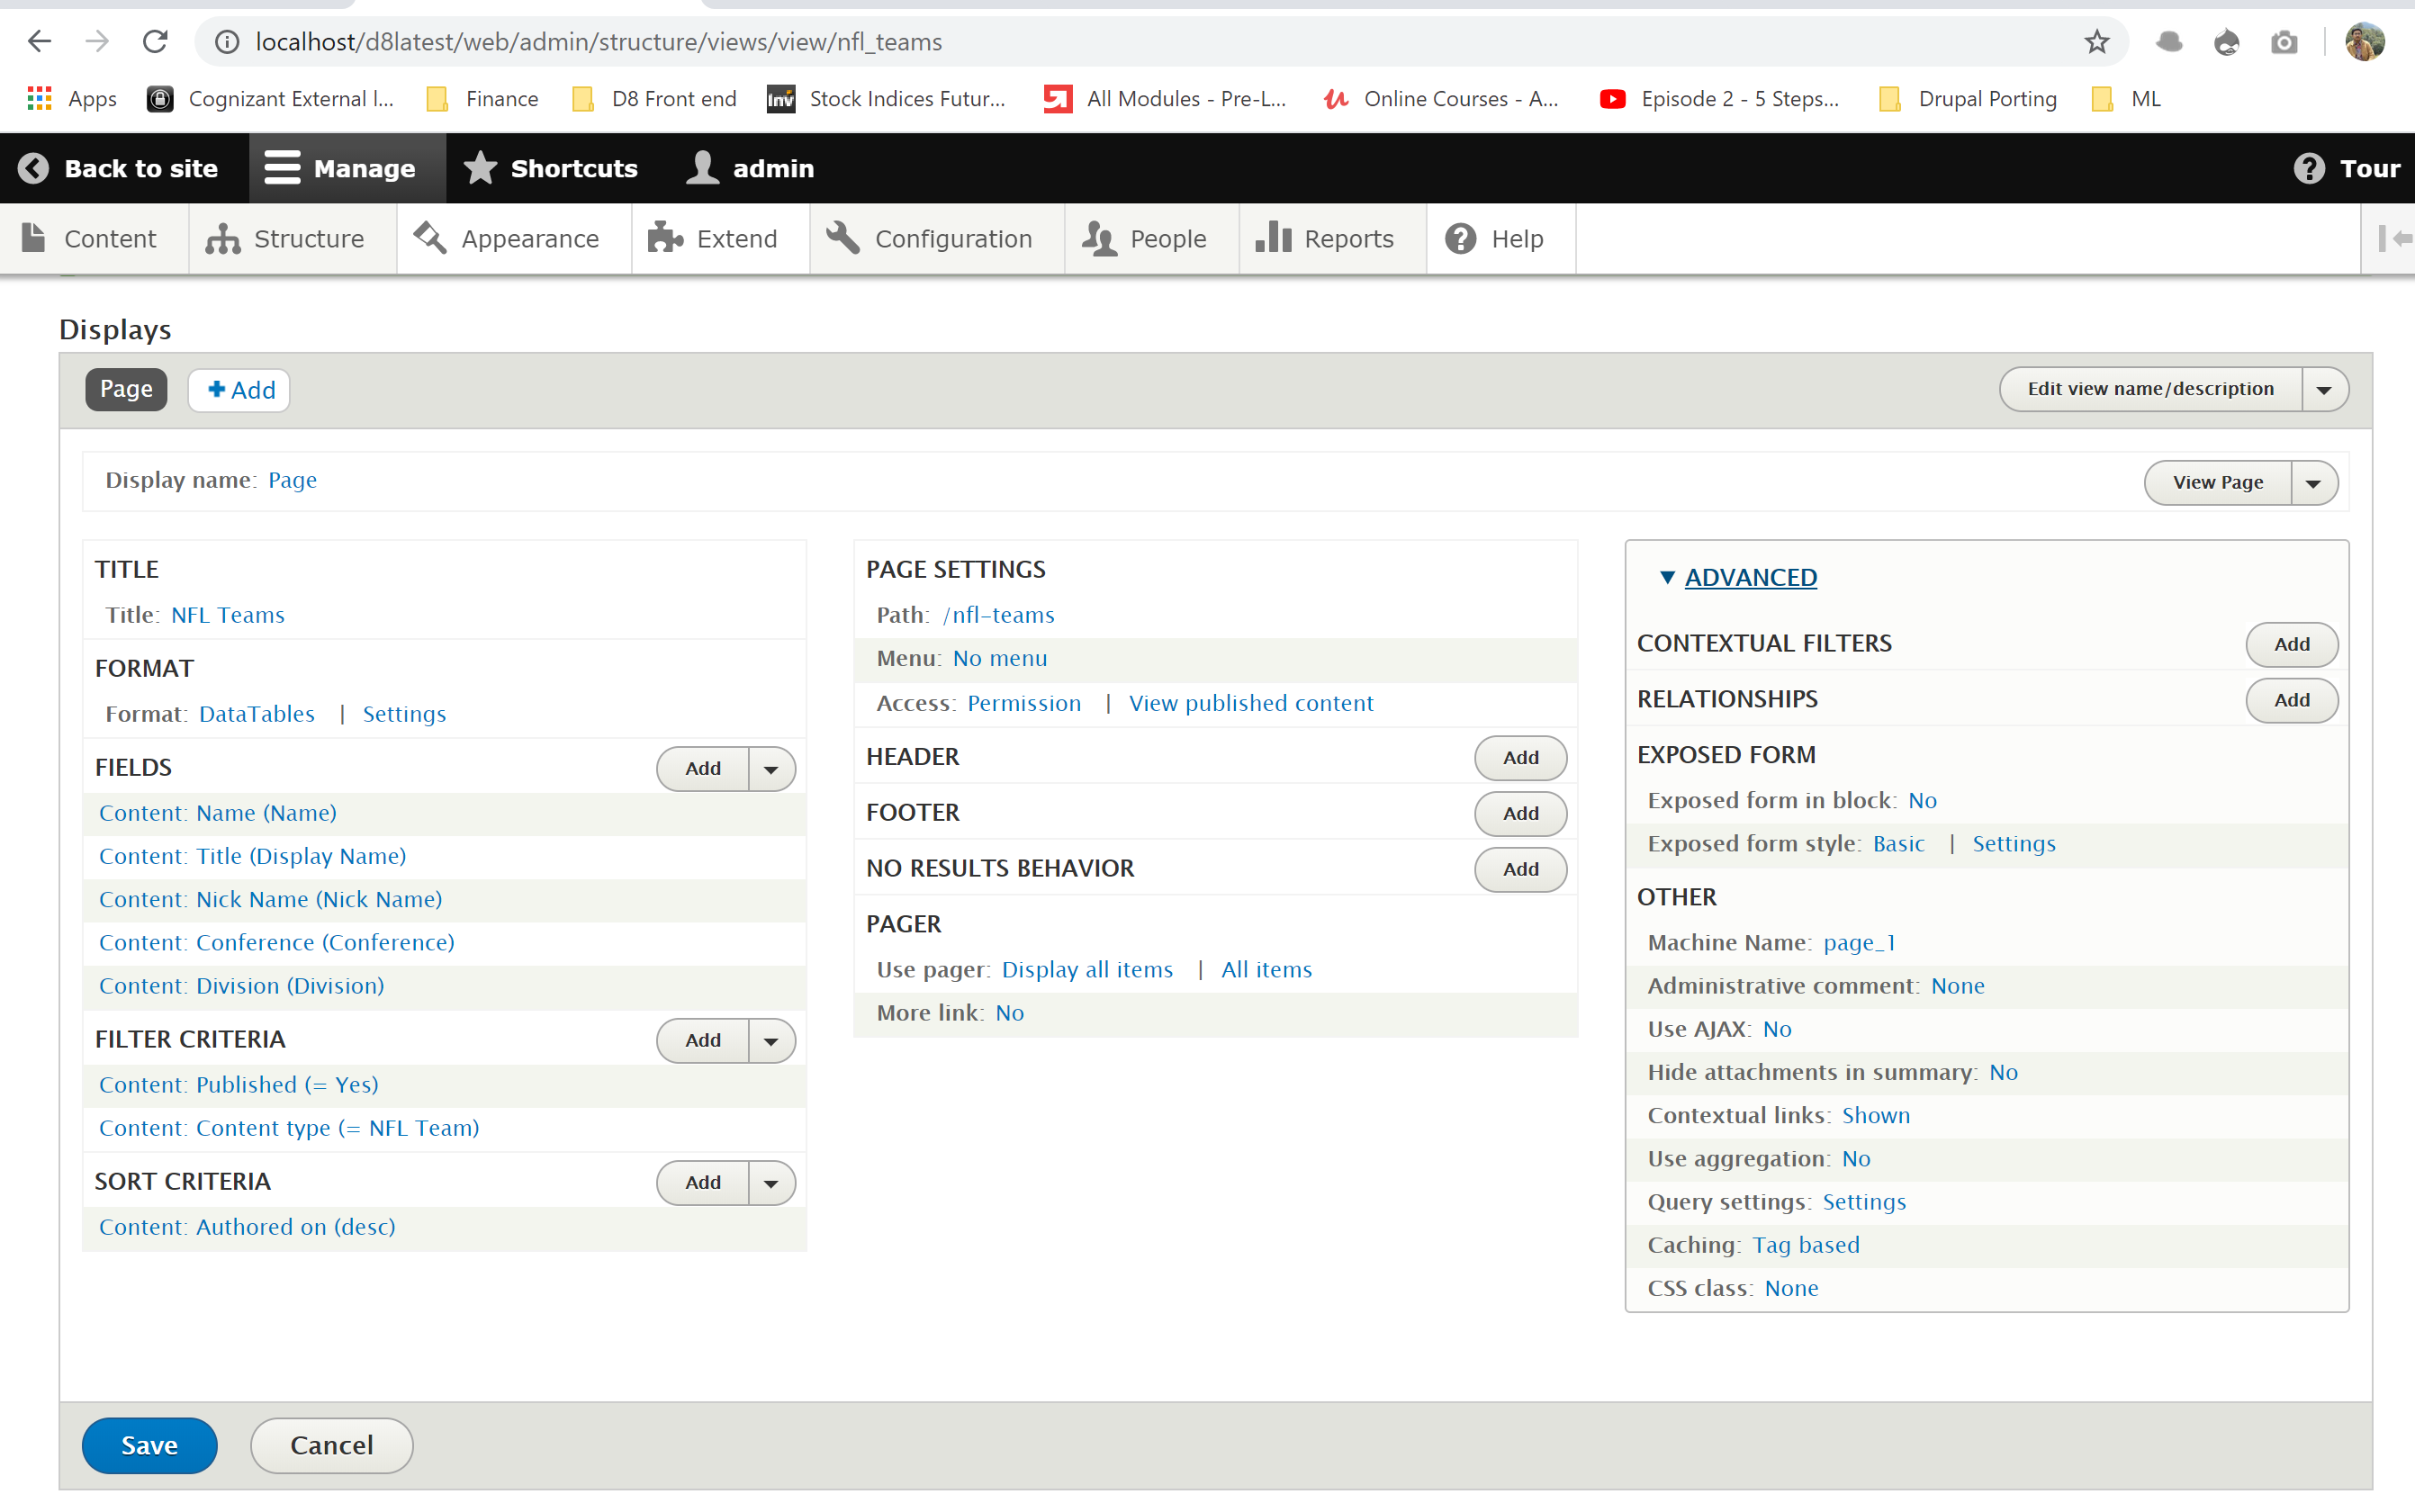 localhost/d8latest/web/admin/structure/views/view/nfl_teams
Apps Cognizant External I... Finance D8 Front end Inv Stock Indices Futur... All Modules - Pre-L... Online Courses - A... Episode 2 - 5 Steps... Drupal Porting ML
Back to site Manage Shortcuts admin Tour
Content Structure Appearance Extend Configuration People Reports Help
Displays
Page Add Edit view name/description
Display name: Page View Page
TITLE
Title: NFL Teams
FORMAT
Format: DataTables | Settings
FIELDS Add
Content: Name (Name)
Content: Title (Display Name)
Content: Nick Name (Nick Name)
Content: Conference (Conference)
Content: Division (Division)
FILTER CRITERIA Add
Content: Published (= Yes)
Content: Content type (= NFL Team)
SORT CRITERIA Add
Content: Authored on (desc)
PAGE SETTINGS
Path: /nfl-teams
Menu: No menu
Access: Permission | View published content
HEADER Add
FOOTER Add
NO RESULTS BEHAVIOR Add
PAGER
Use pager: Display all items | All items
More link: No
ADVANCED
CONTEXTUAL FILTERS Add
RELATIONSHIPS Add
EXPOSED FORM
Exposed form in block: No
Exposed form style: Basic | Settings
OTHER
Machine Name: page_1
Administrative comment: None
Use AJAX: No
Hide attachments in summary: No
Contextual links: Shown
Use aggregation: No
Query settings: Settings
Caching: Tag based
CSS class: None
Save Cancel